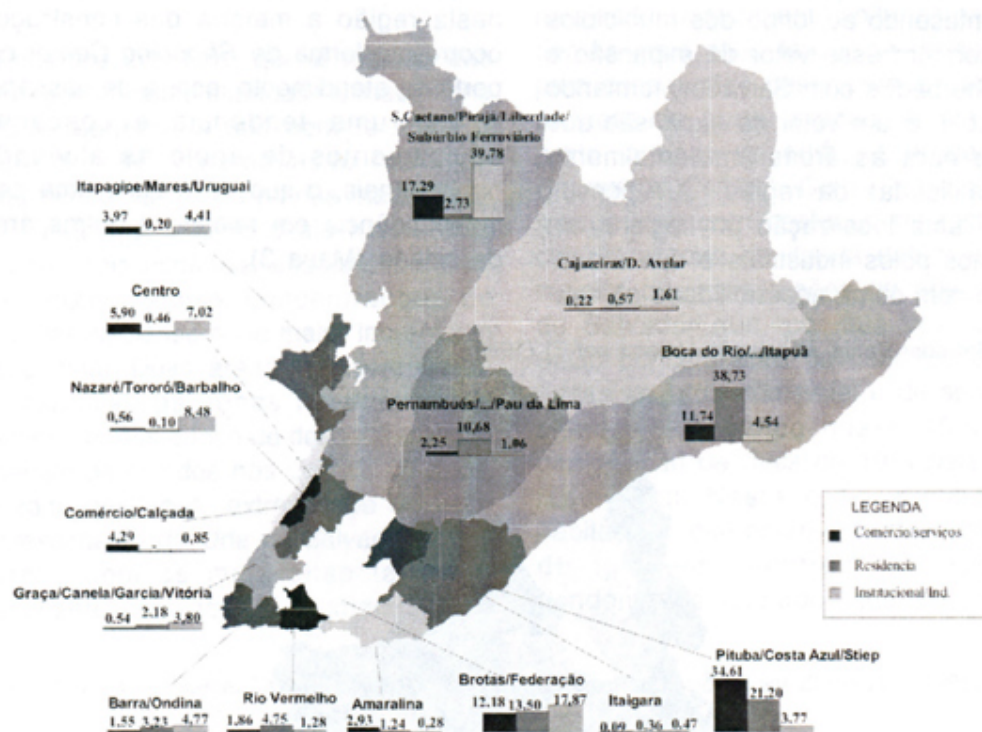 S.Caetano/Pirajá/Liberdade/
Subúrbio Ferroviário
17.29 2.73 39,78
Itapagipe/Mares/Uruguai
3,97 0,20 4,41
Centro
5,90 0,46 7,02
Nazaré/Tororó/Barbalho
0,56 0,10 8,48
Comércio/Calçada
4,29 0,85
Graça/Canela/Garcia/Vitória
0.54 2.18 3,80
Cajazeiras/D. Avelar
0,22 0,57 1,61
Boca do Rio/.../Itapuã
11.74 38,73 4.54
Pernambués/.../Pau da Lima
2,25 10,68 1,06
LEGENDA
Comércio/serviços
Residencia
Institucional Ind.
Barra/Ondina
1.55 3.23 4,77
Rio Vermelho
1.86 4.75 1.28
Amaralina
2,93 1.24 0.28
Brotas/Federação
12.18 13,50 17,87
Itaigara
0.09 0.36 0.47
Pituba/Costa Azul/Stiep
34,61 21,20 3.77